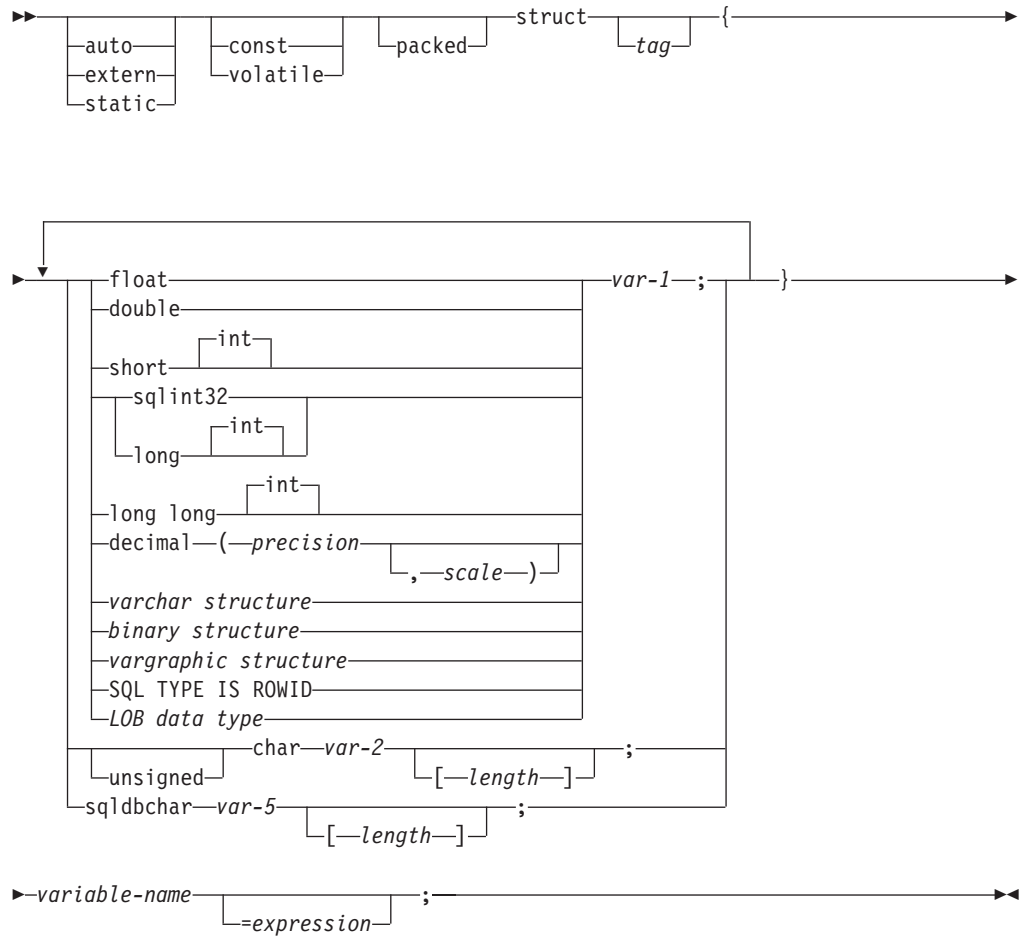 struct {
auto const packed tag
extern volatile
static
float var-1 ; }
double
int
short
sqlint32
int
long
int
long long
decimal ( precision
, scale )
varchar structure
binary structure
vargraphic structure
SQL TYPE IS ROWID
LOB data type
char var-2 ;
unsigned [ length ]
sqldbchar var-5 ;
[ length ]
variable-name ;
=expression